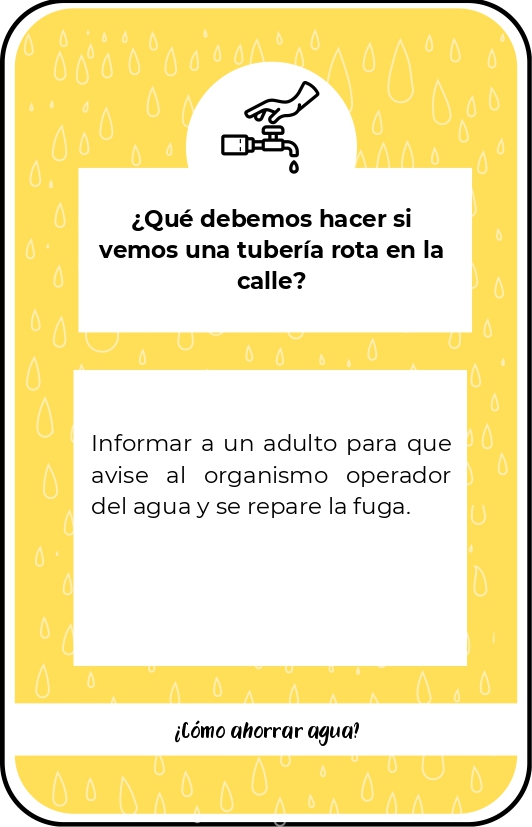 ¿Qué debemos hacer si
vemos una tubería rota en la
calle?
Informar a un adulto para que
avise al organismo operador
del agua y se repare la fuga.
¿Cómo ahorrar agua?